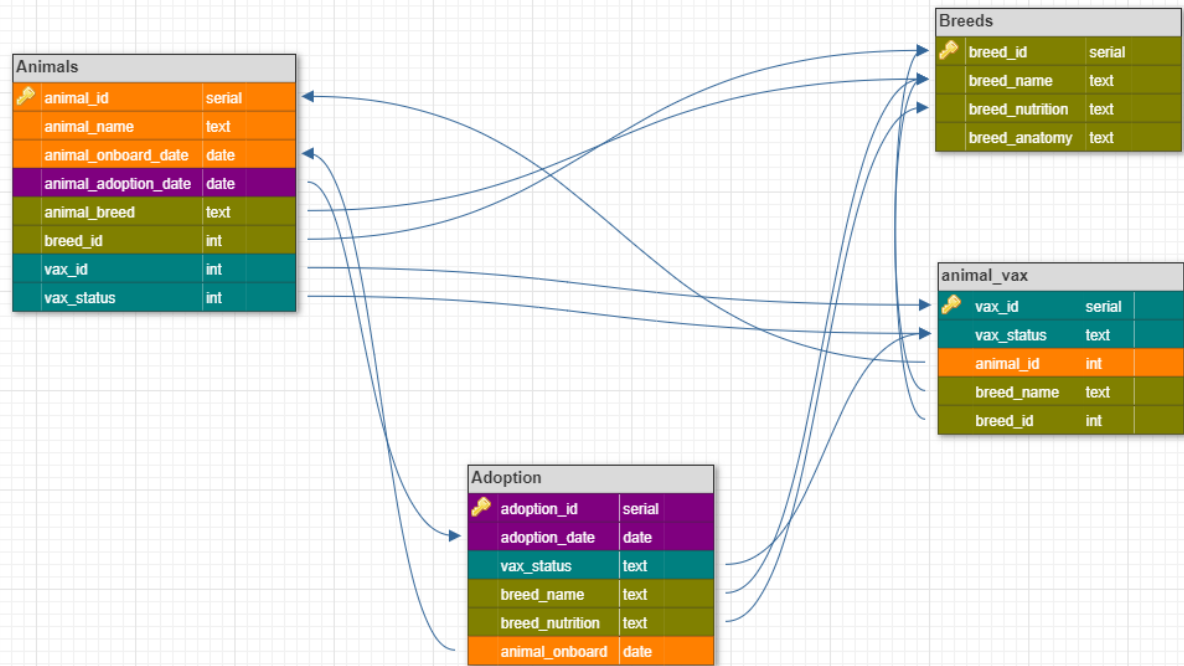 Animals
animal_id serial
animal_name text
animal_onboard_date date
animal_adoption_date date
animal_breed text
breed_id int
vax_id int
vax_status int
Breeds
breed_id serial
breed_name text
breed_nutrition text
breed_anatomy text
animal_vax
vax_id serial
vax_status text
animal_id int
breed_name text
breed_id int
Adoption
adoption_id serial
adoption_date date
vax_status text
breed_name text
breed_nutrition text
animal_onboard date